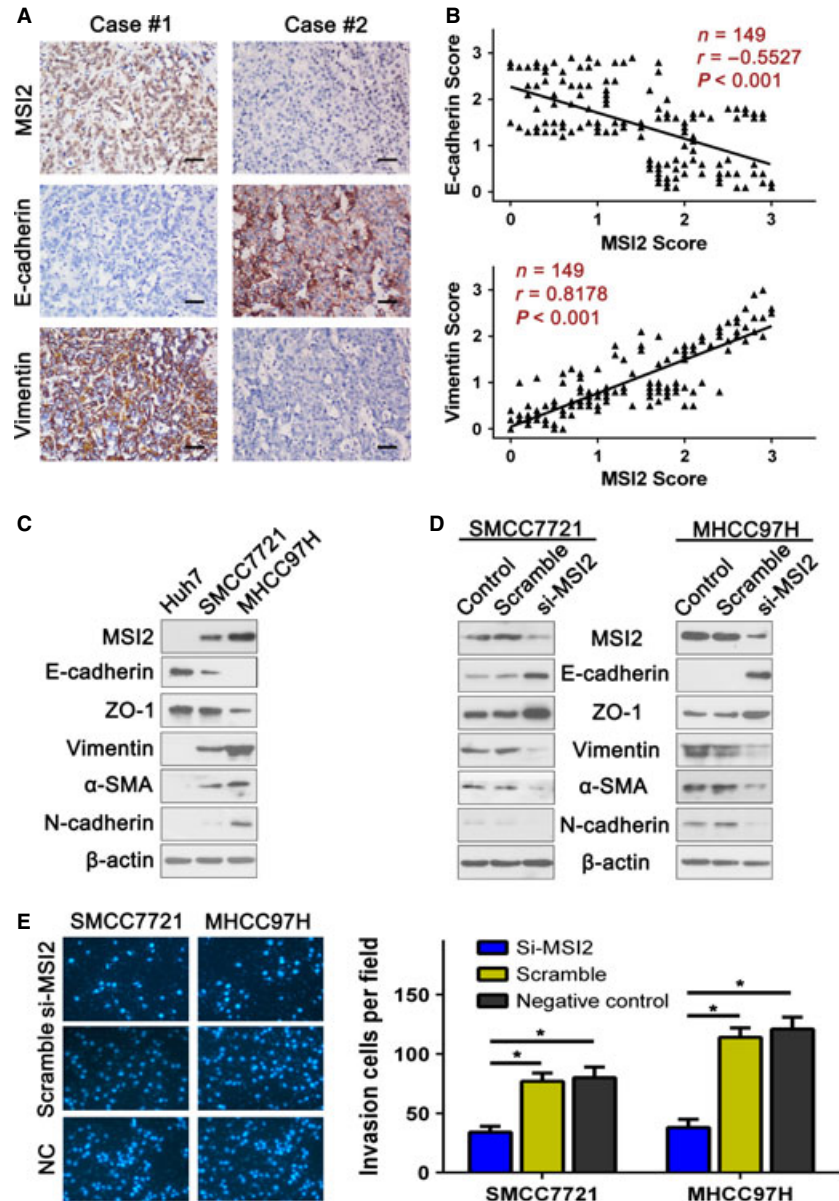 A
Case #1
Case #2
MSI2
E-cadherin
Vimentin
B
n = 149
r = −0.5527
P < 0.001
E-cadherin Score
3
2
1
0
0
1
2
3
MSI2 Score
n = 149
r = 0.8178
P < 0.001
Vimentin Score
3
2
1
0
0
1
2
3
MSI2 Score
C
Huh7
SMCC7721
MHCC97H
MSI2
E-cadherin
ZO-1
Vimentin
α-SMA
N-cadherin
β-actin
D
SMCC7721
MHCC97H
Control
Scramble
si-MSI2
Control
Scramble
si-MSI2
MSI2
E-cadherin
ZO-1
Vimentin
α-SMA
N-cadherin
β-actin
E
SMCC7721
MHCC97H
si-MSI2
Scramble
NC
Invasion cells per field
150
100
50
0
Si-MSI2
Scramble
Negative control
*
*
*
*
SMCC7721
MHCC97H